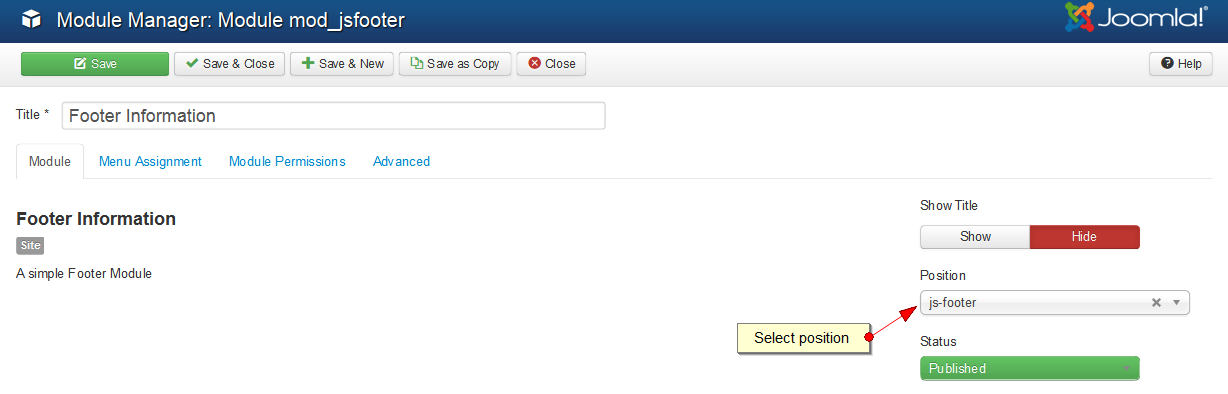 Module Manager: Module mod_jsfooter
Joomla!®
Save
Save & Close
Save & New
Save as Copy
Close
Help
Title *
Footer Information
Module
Menu Assignment
Module Permissions
Advanced
Footer Information
Site
A simple Footer Module
Show Title
Show
Hide
Position
js-footer
Select position
Status
Published